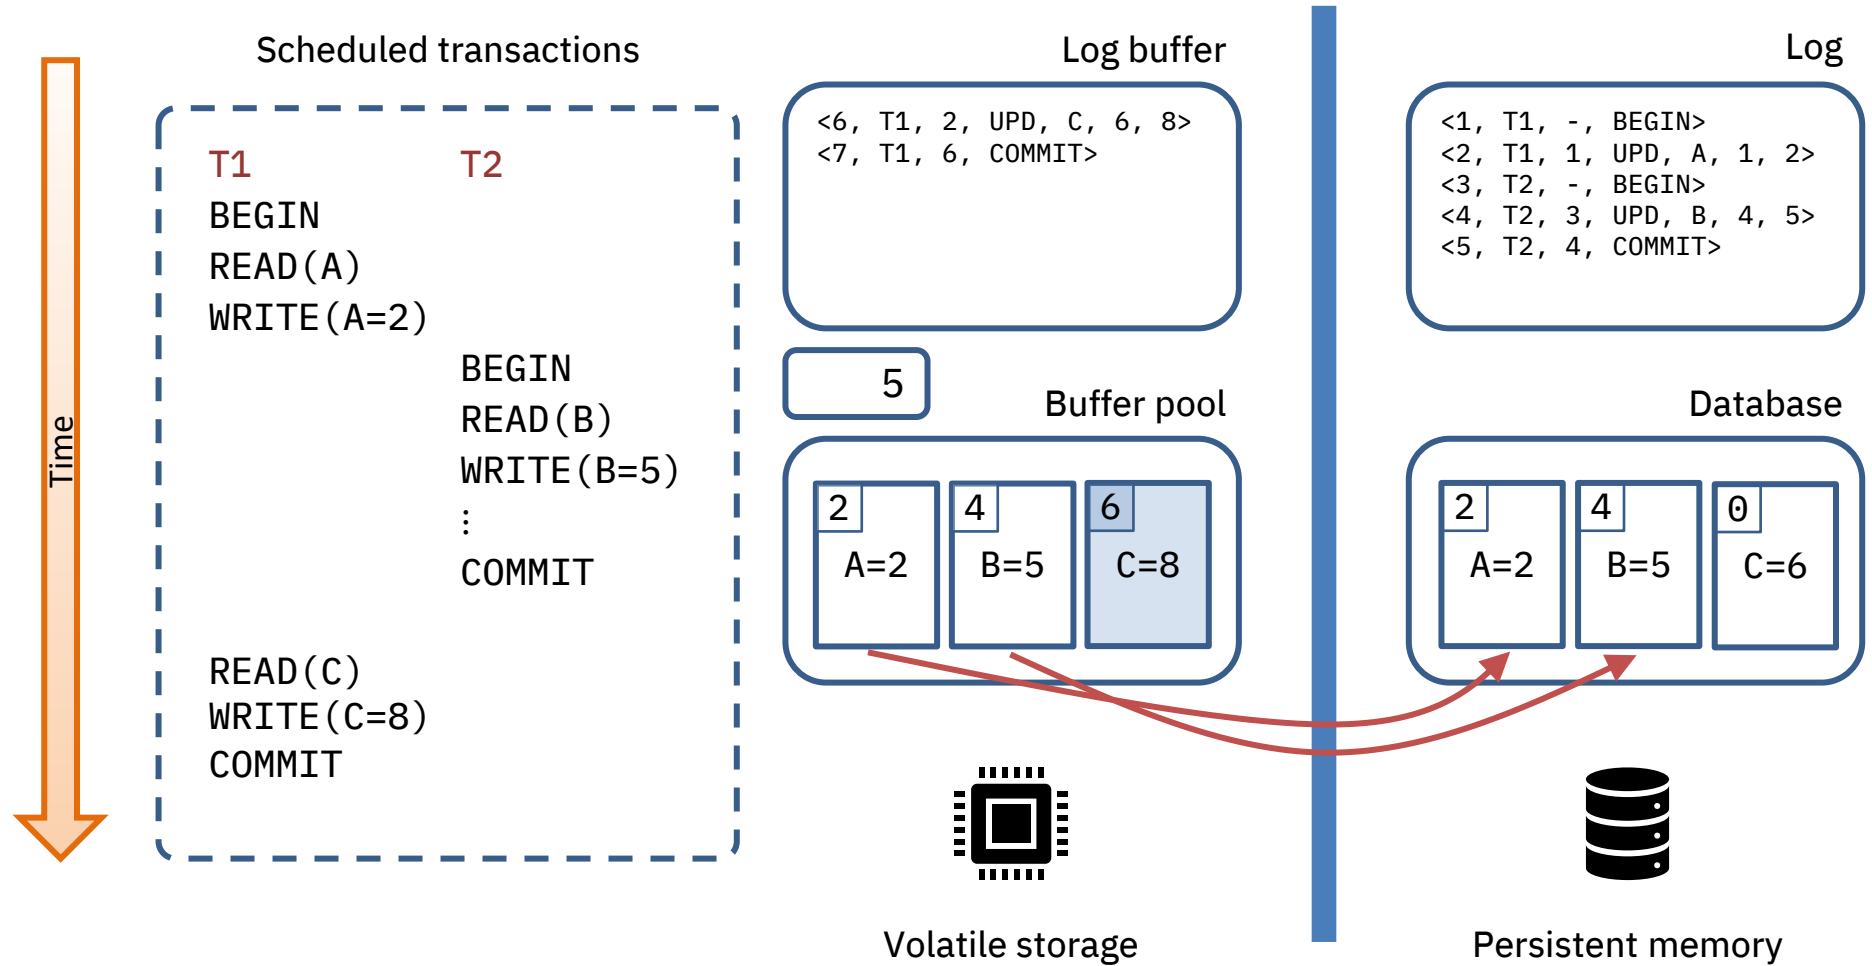 Scheduled transactions
Time
T1 T2
BEGIN
READ(A)
WRITE(A=2)
BEGIN
READ(B)
WRITE(B=5)
⋮
COMMIT
READ(C)
WRITE(C=8)
COMMIT
Log buffer
<6, T1, 2, UPD, C, 6, 8>
<7, T1, 6, COMMIT>
5
Buffer pool
2 4 6
A=2 B=5 C=8
Volatile storage
Log
<1, T1, -, BEGIN>
<2, T1, 1, UPD, A, 1, 2>
<3, T2, -, BEGIN>
<4, T2, 3, UPD, B, 4, 5>
<5, T2, 4, COMMIT>
Database
2 4 0
A=2 B=5 C=6
Persistent memory